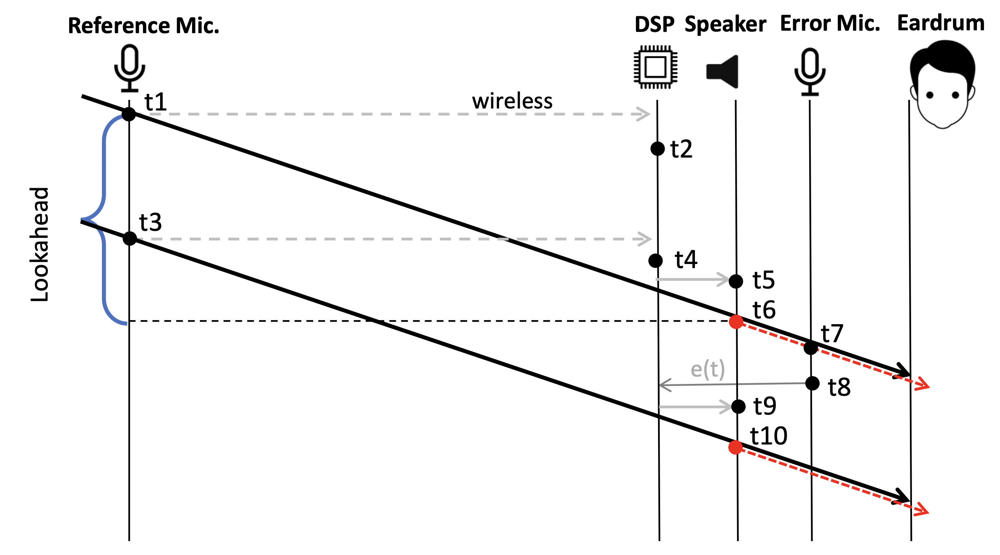 Reference Mic.
DSP
Speaker
Error Mic.
Eardrum
t1
wireless
t2
Lookahead
t3
t4
t5
t6
t7
e(t)
t8
t9
t10